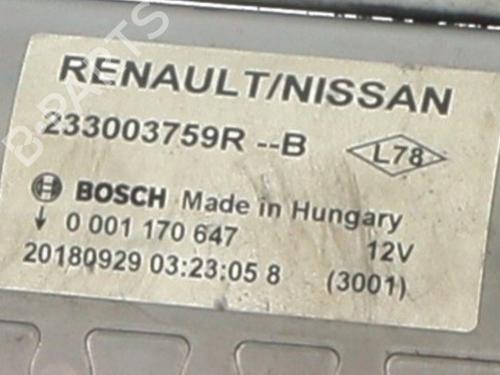 RENAULT/NISSAN
233003759R --B L78
BOSCH Made in Hungary
0 001 170 647 12V
20180929 03:23:05 8 (3001)
B-PARTS